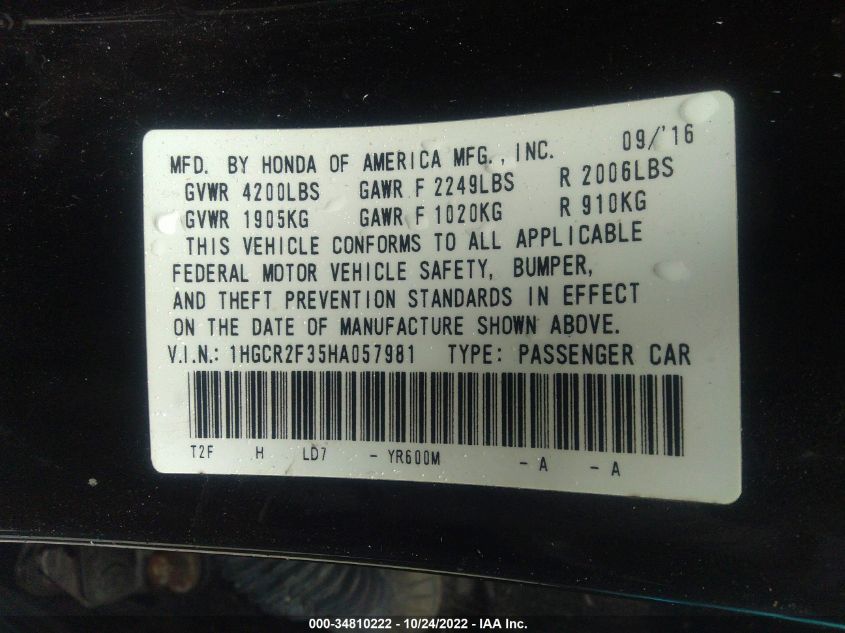 09/'16
MFD. BY HONDA OF AMERICA MFG., INC.
GVWR 4200LBS GAWR F 2249LBS R 2006LBS
GVWR 1905KG GAWR F 1020KG R 910KG
THIS VEHICLE CONFORMS TO ALL APPLICABLE
FEDERAL MOTOR VEHICLE SAFETY, BUMPER,
AND THEFT PREVENTION STANDARDS IN EFFECT
ON THE DATE OF MANUFACTURE SHOWN ABOVE.
V.I.N.: 1HGCR2F35HA057981 TYPE: PASSENGER CAR
T2F H LD7 - YR600M - A - A
000-34810222 - 10/24/2022 - IAA Inc.